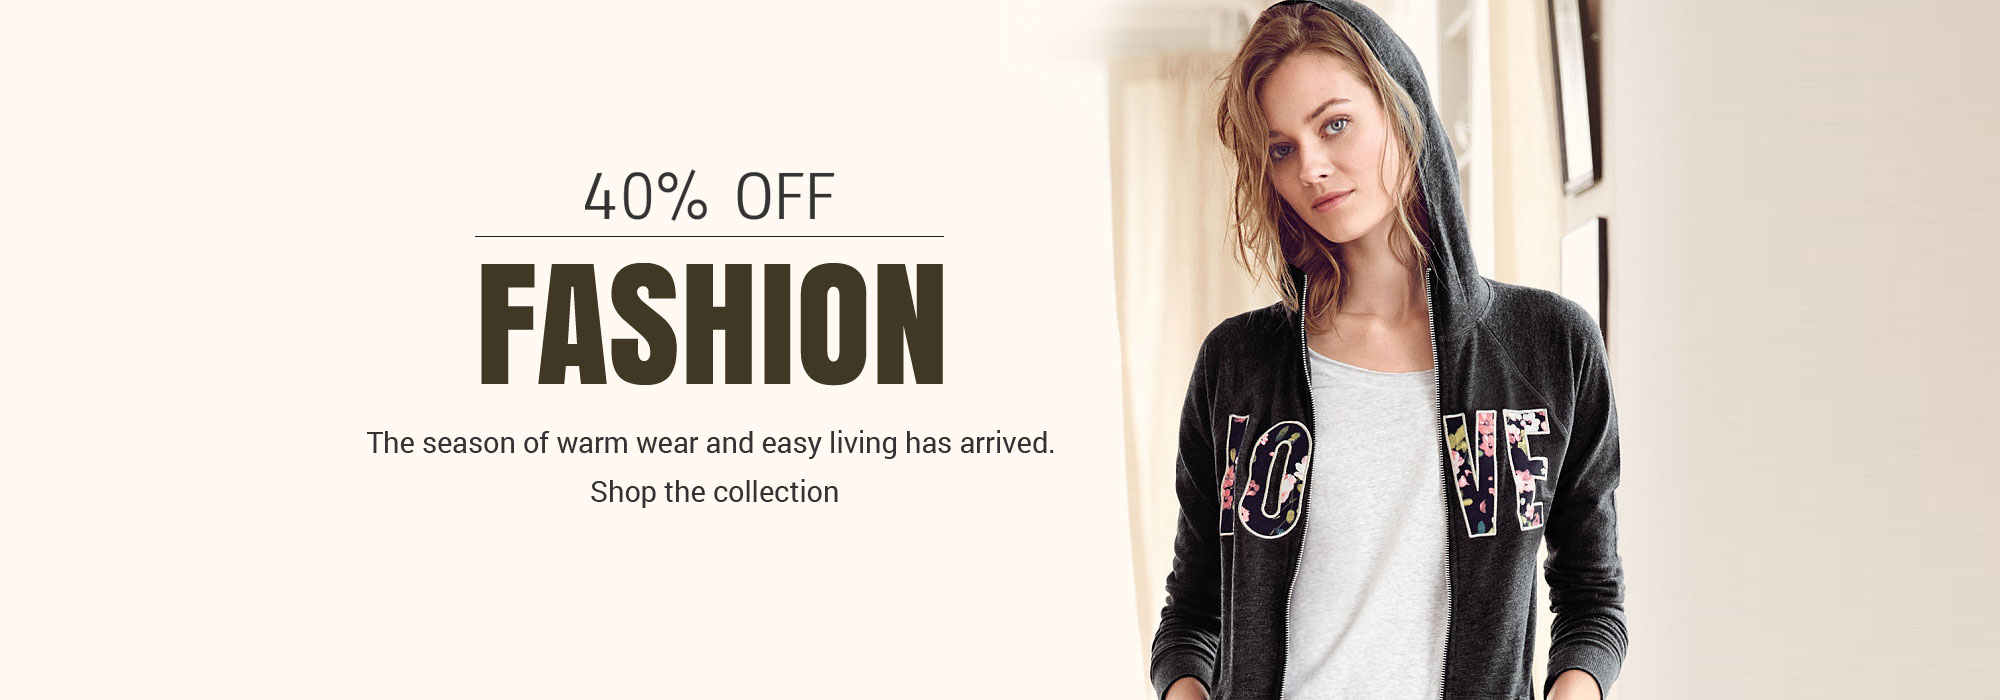 40% OFF
FASHION
The season of warm wear and easy living has arrived.
Shop the collection
LOVE